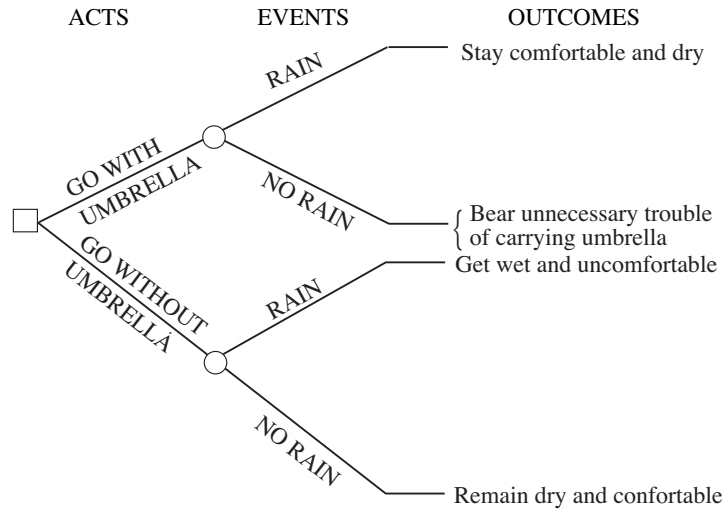 ACTS EVENTS OUTCOMES
RAIN
Stay comfortable and dry
GO WITH
UMBRELLA
NO RAIN
Bear unnecessary trouble
of carrying umbrella
GO WITHOUT
UMBRELLA
RAIN
Get wet and uncomfortable
NO RAIN
Remain dry and confortable